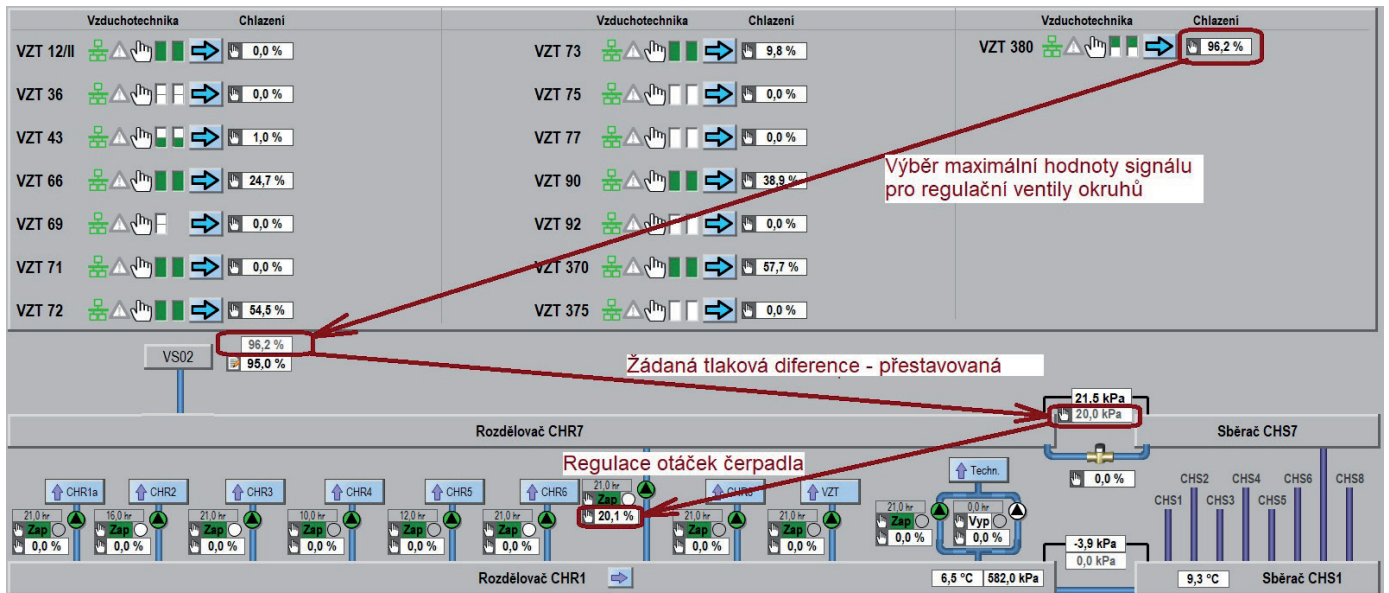 Vzduchotechnika Chlazení Vzduchotechnika Chlazení Vzduchotechnika Chlazení
VZT 12/II 0,0 % VZT 73 9,8 % VZT 380 96,2 %
VZT 36 0,0 % VZT 75 0,0 %
VZT 43 1,0 % VZT 77 0,0 %
Výběr maximální hodnoty signálu
pro regulační ventily okruhů
VZT 66 24,7 % VZT 90 38,9 %
VZT 69 0,0 % VZT 92 0,0 %
VZT 71 0,0 % VZT 370 57,7 %
VZT 72 54,5 % VZT 375 0,0 %
VS02 96,2 %
95,0 %
Žádaná tlaková diference - přestavovaná
21,5 kPa
20,0 kPa
Rozdělovač CHR7 Sběrač CHS7
Regulace otáček čerpadla
Techn. 0,0 % CHS2 CHS4 CHS6 CHS8
CHS1 CHS3 CHS5
CHR1a CHR2 CHR3 CHR4 CHR5 CHR6 21,0 hr VZT
Zap
20,1 %
21,0 hr 16,0 hr 21,0 hr 10,0 hr 12,0 hr 21,0 hr 21,0 hr 21,0 hr 21,0 hr 0,0 hr
Zap Zap Zap Zap Zap Zap Zap Zap Zap Vyp
0,0 % 0,0 % 0,0 % 0,0 % 0,0 % 0,0 % 0,0 % 0,0 % 0,0 % 0,0 %
-3,9 kPa
0,0 kPa
Rozdělovač CHR1 6,5 °C 582,0 kPa 9,3 °C Sběrač CHS1